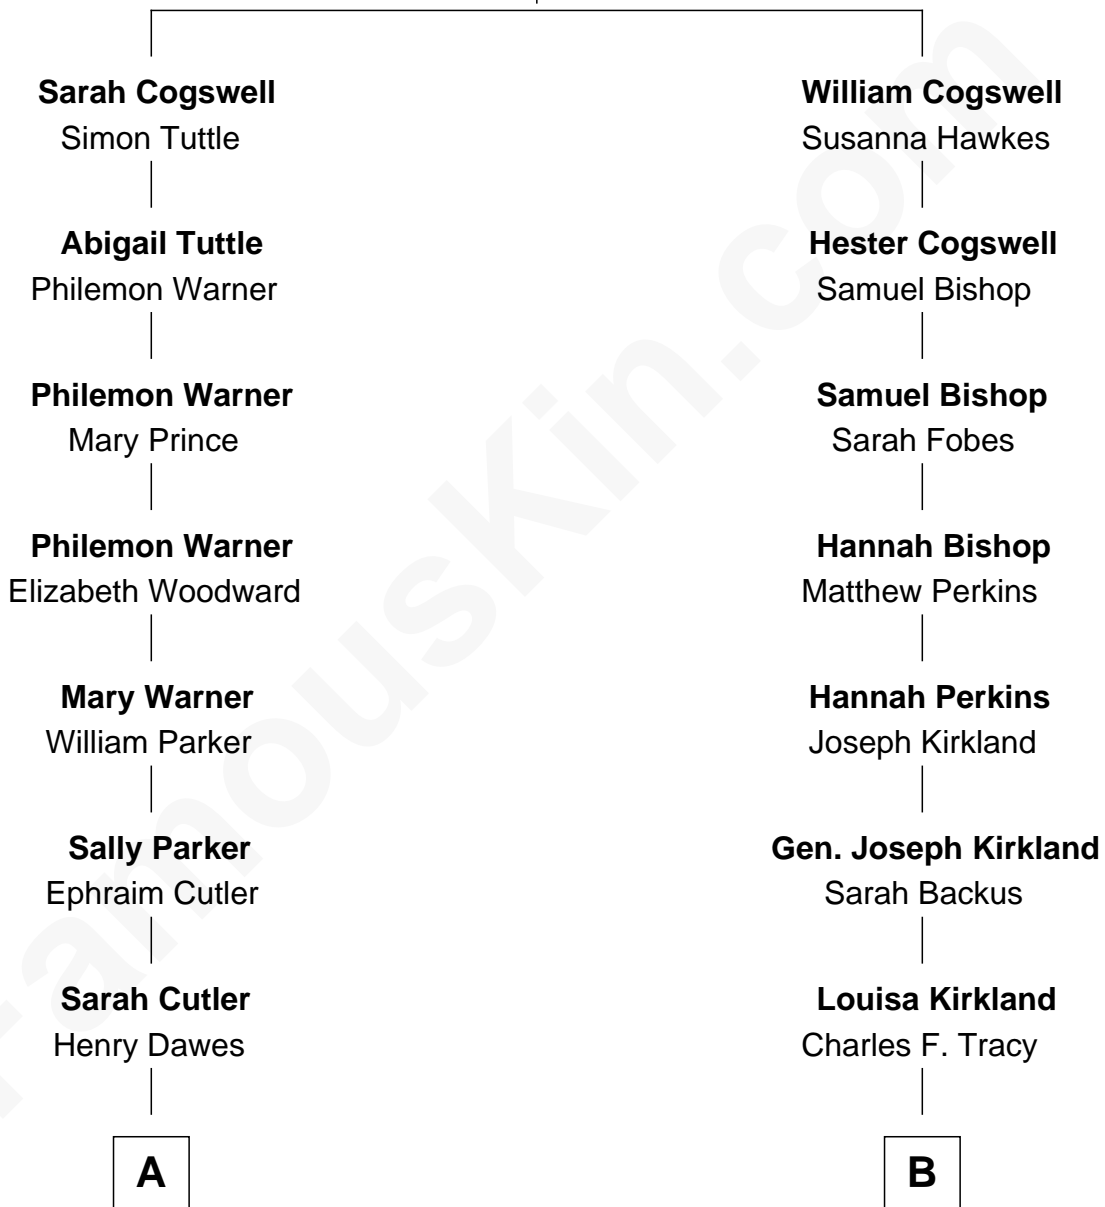 Sarah Cogswell
Simon Tuttle
Abigail Tuttle
Philemon Warner
Philemon Warner
Mary Prince
Philemon Warner
Elizabeth Woodward
Mary Warner
William Parker
Sally Parker
Ephraim Cutler
Sarah Cutler
Henry Dawes
A
William Cogswell
Susanna Hawkes
Hester Cogswell
Samuel Bishop
Samuel Bishop
Sarah Fobes
Hannah Bishop
Matthew Perkins
Hannah Perkins
Joseph Kirkland
Gen. Joseph Kirkland
Sarah Backus
Louisa Kirkland
Charles F. Tracy
B
FamousKin.com